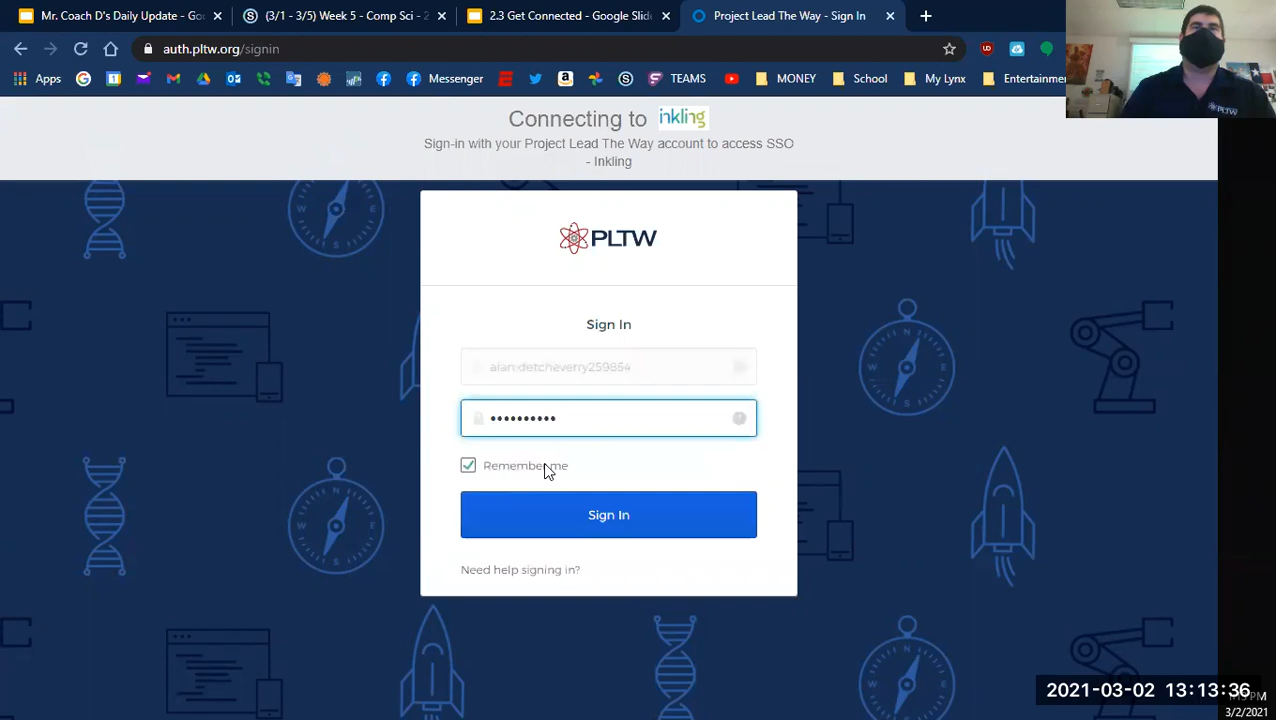 Mr. Coach D's Daily Update - Go
(3/1 - 3/5) Week 5 - Comp Sci - 2
2.3 Get Connected - Google Slide
Project Lead The Way - Sign In
auth.pltw.org/signin
Apps
Messenger
TEAMS
MONEY
School
My Lynx
Entertainme
Connecting to inkling
Sign-in with your Project Lead The Way account to access SSO
- Inkling
PLTW
Sign In
Remember me
Sign In
Need help signing in?
PLTW
2021-03-02 13:13:36
3/2/2021